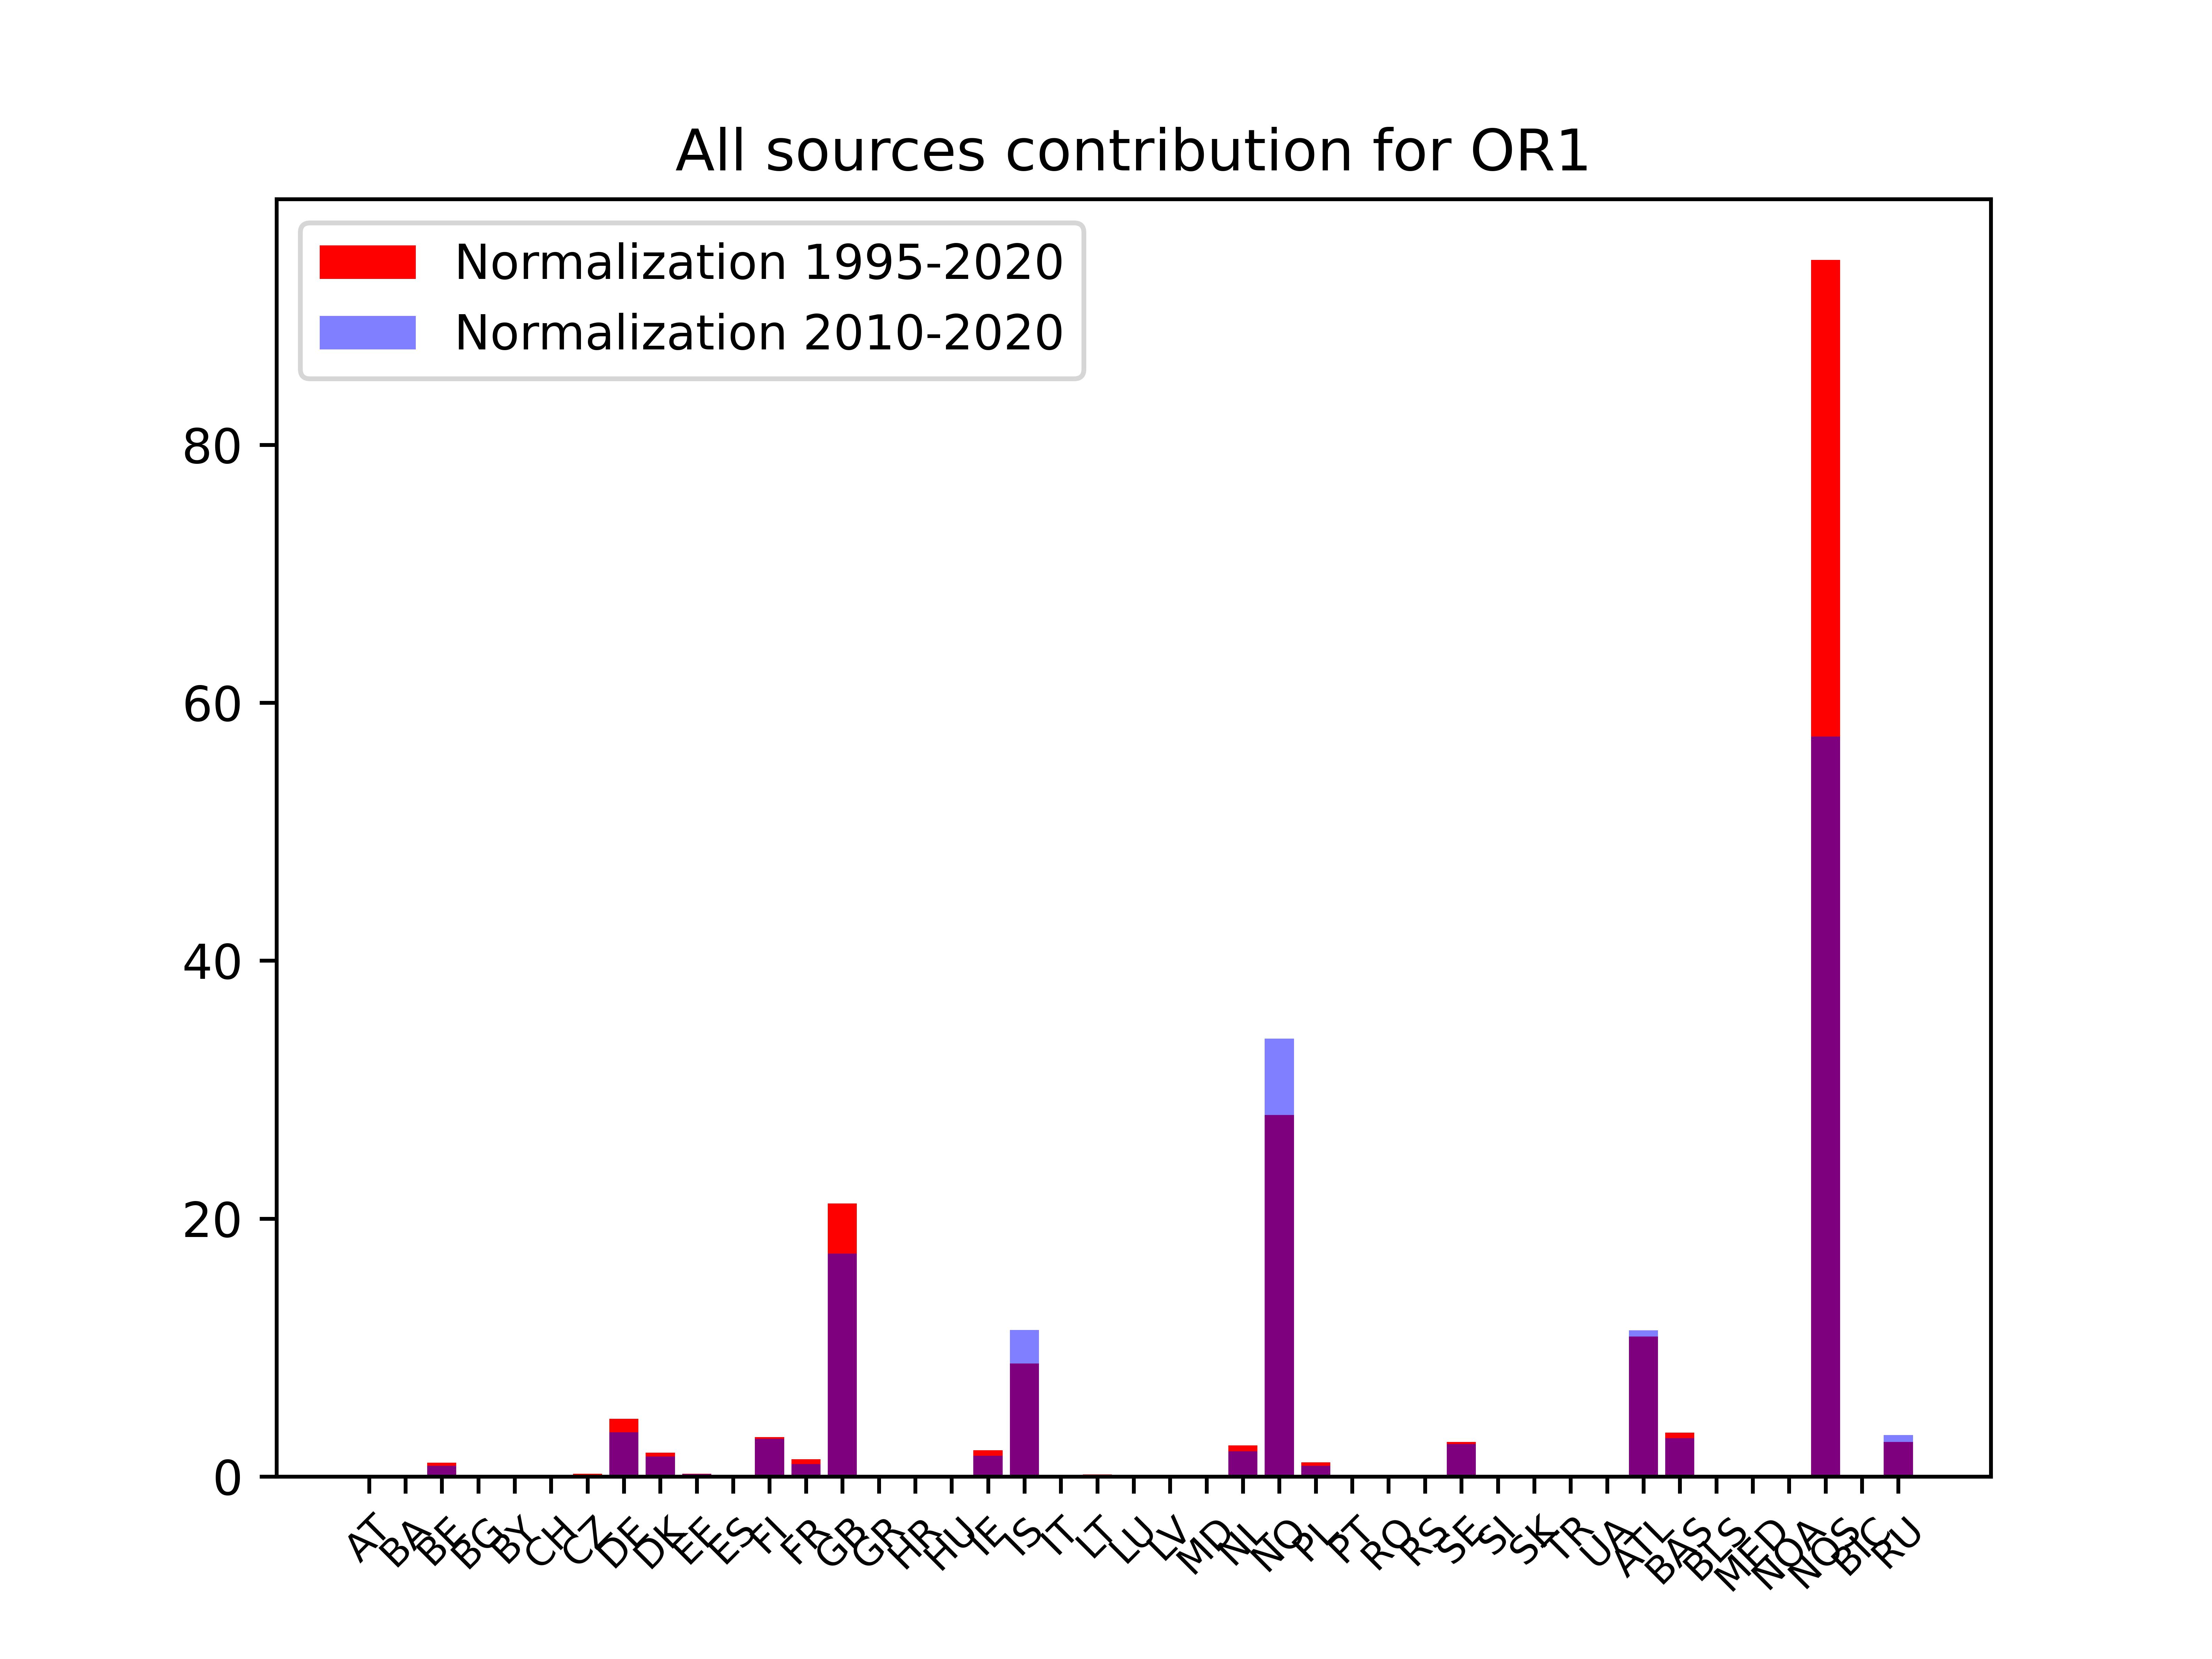 All sources contribution for OR1
Normalization 1995-2020
Normalization 2010-2020
80
60
40
20
0
AT
BA
BE
BG
BY
CH
CZ
DE
DK
EE
ES
FI
FR
GB
GR
HR
HU
IE
IS
IT
LT
LU
LV
MD
NL
NO
PL
PT
RO
RS
SE
SI
SK
TR
UA
ATL
BAS
BLS
MED
NOA
NOS
BIC
RU